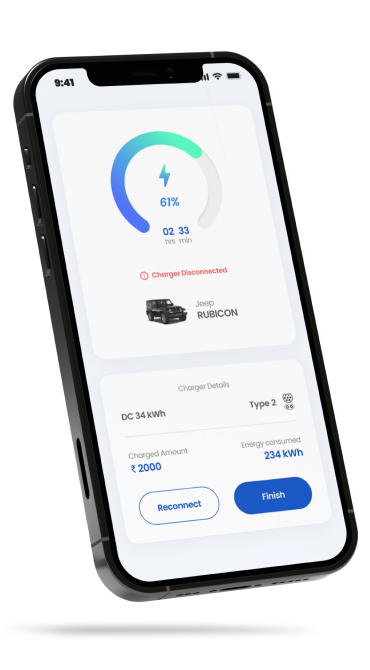 9:41
61%
02 33
hrs min
Charger Disconnected
Jeep
RUBICON
Charger Details
DC 34 kWh
Type 2
Charged Amount
Energy consumed
₹ 2000
234 kWh
Reconnect
Finish